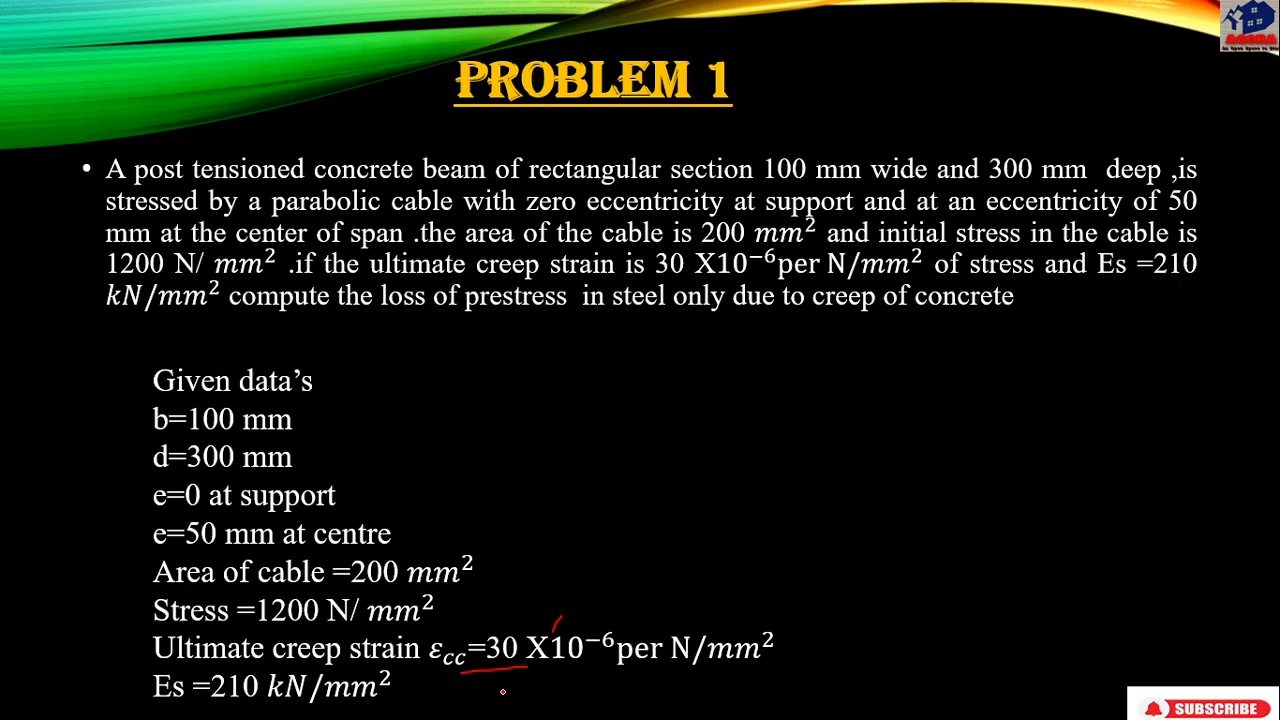 PROBLEM 1
• A post tensioned concrete beam of rectangular section 100 mm wide and 300 mm deep ,is
stressed by a parabolic cable with zero eccentricity at support and at an eccentricity of 50
mm at the center of span .the area of the cable is 200 mm² and initial stress in the cable is
1200 N/ mm² .if the ultimate creep strain is 30 X10⁻⁶per N/mm² of stress and Es =210
kN/mm² compute the loss of prestress in steel only due to creep of concrete
Given data’s
b=100 mm
d=300 mm
e=0 at support
e=50 mm at centre
Area of cable =200 mm²
Stress =1200 N/ mm²
Ultimate creep strain ε𝑐𝑐=30 X10⁻⁶per N/mm²
Es =210 kN/mm²
SUBSCRIBE